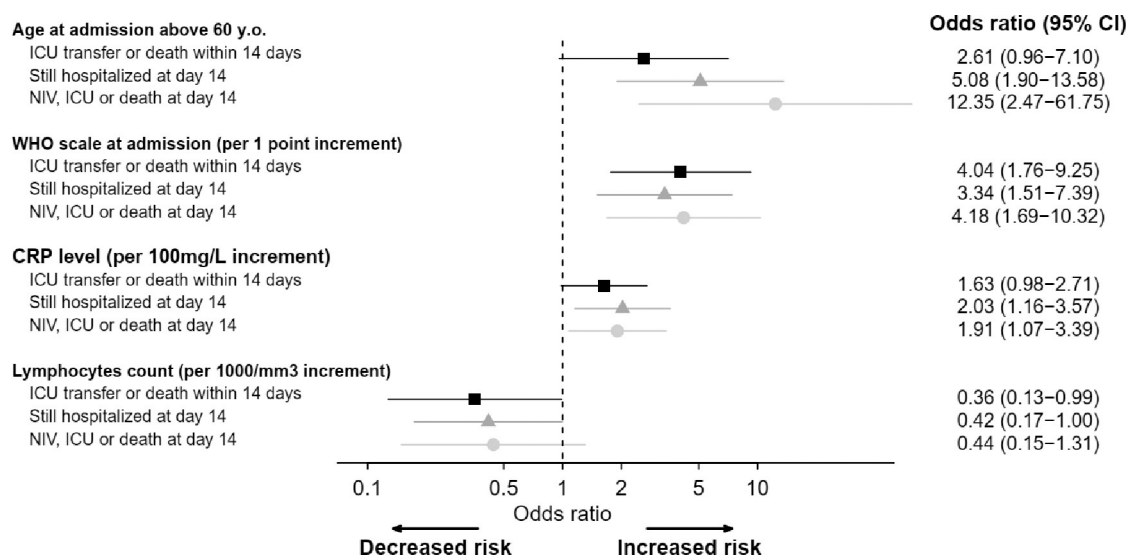 Odds ratio (95% CI)
Age at admission above 60 y.o.
ICU transfer or death within 14 days 2.61 (0.96−7.10)
Still hospitalized at day 14 5.08 (1.90−13.58)
NIV, ICU or death at day 14 12.35 (2.47−61.75)
WHO scale at admission (per 1 point increment)
ICU transfer or death within 14 days 4.04 (1.76−9.25)
Still hospitalized at day 14 3.34 (1.51−7.39)
NIV, ICU or death at day 14 4.18 (1.69−10.32)
CRP level (per 100mg/L increment)
ICU transfer or death within 14 days 1.63 (0.98−2.71)
Still hospitalized at day 14 2.03 (1.16−3.57)
NIV, ICU or death at day 14 1.91 (1.07−3.39)
Lymphocytes count (per 1000/mm3 increment)
ICU transfer or death within 14 days 0.36 (0.13−0.99)
Still hospitalized at day 14 0.42 (0.17−1.00)
NIV, ICU or death at day 14 0.44 (0.15−1.31)
0.1 0.5 1 2 5 10
Odds ratio
Decreased risk Increased risk